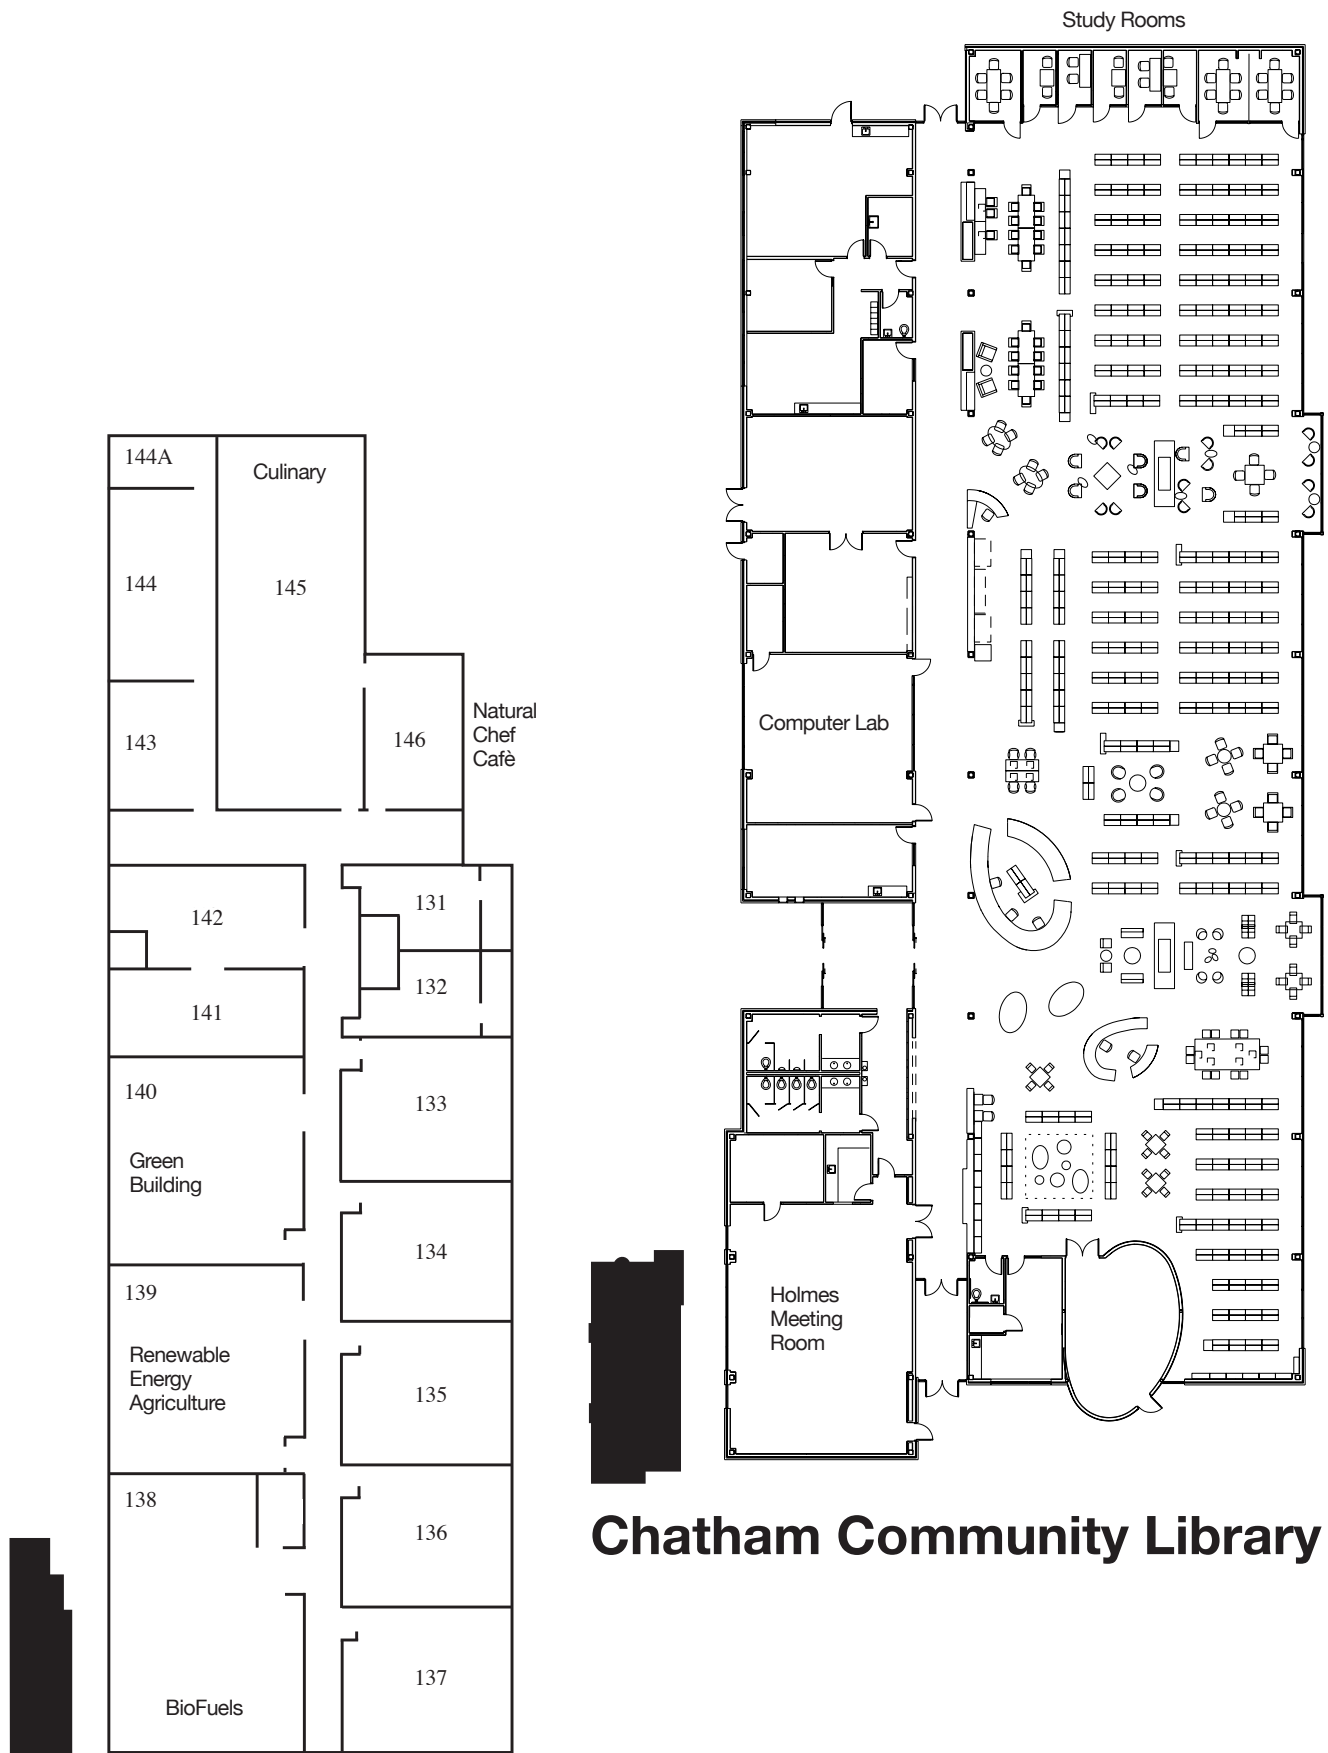 Study Rooms
144A
Culinary
144
145
Natural
Chef
Cafè
143
146
Computer Lab
142
131
132
141
140
133
Green
Building
134
139
Renewable
Energy
Agriculture
135
Holmes
Meeting
Room
138
136
137
BioFuels
Chatham Community Library